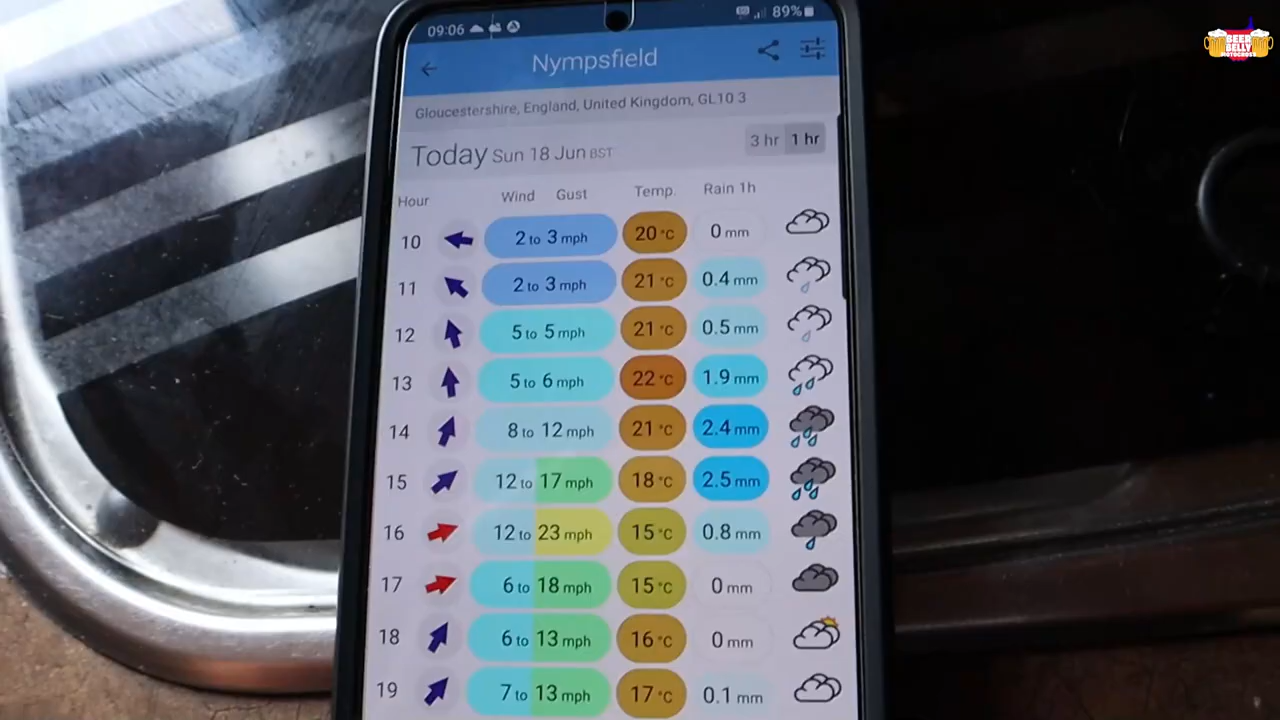 09:06 89%
Nympsfield
Gloucestershire, England, United Kingdom, GL10 3
Today Sun 18 Jun BST 3 hr 1 hr
Hour Wind Gust Temp. Rain 1h
10 2 to 3 mph 20 °C 0 mm
11 2 to 3 mph 21 °C 0.4 mm
12 5 to 5 mph 21 °C 0.5 mm
13 5 to 6 mph 22 °C 1.9 mm
14 8 to 12 mph 21 °C 2.4 mm
15 12 to 17 mph 18 °C 2.5 mm
16 12 to 23 mph 15 °C 0.8 mm
17 6 to 18 mph 15 °C 0 mm
18 6 to 13 mph 16 °C 0 mm
19 7 to 13 mph 17 °C 0.1 mm
BEER
BELLY
MOTOCROSS